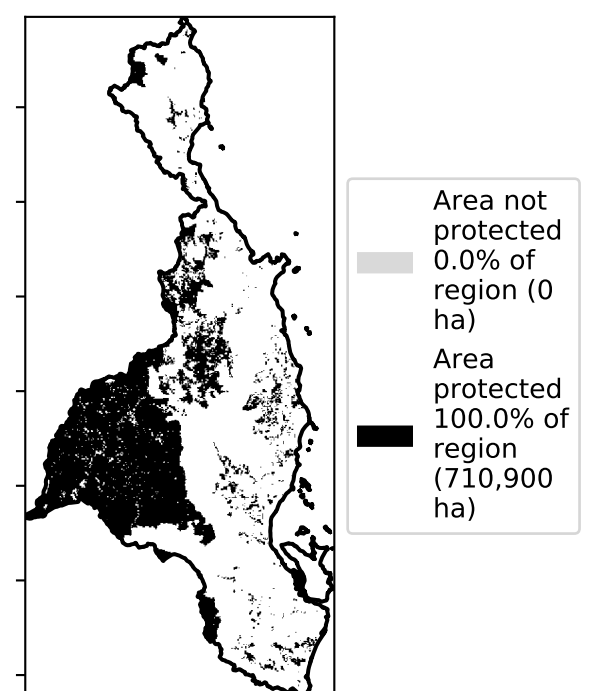 Area not
protected
0.0% of
region (0
ha)
Area
protected
100.0% of
region
(710,900
ha)